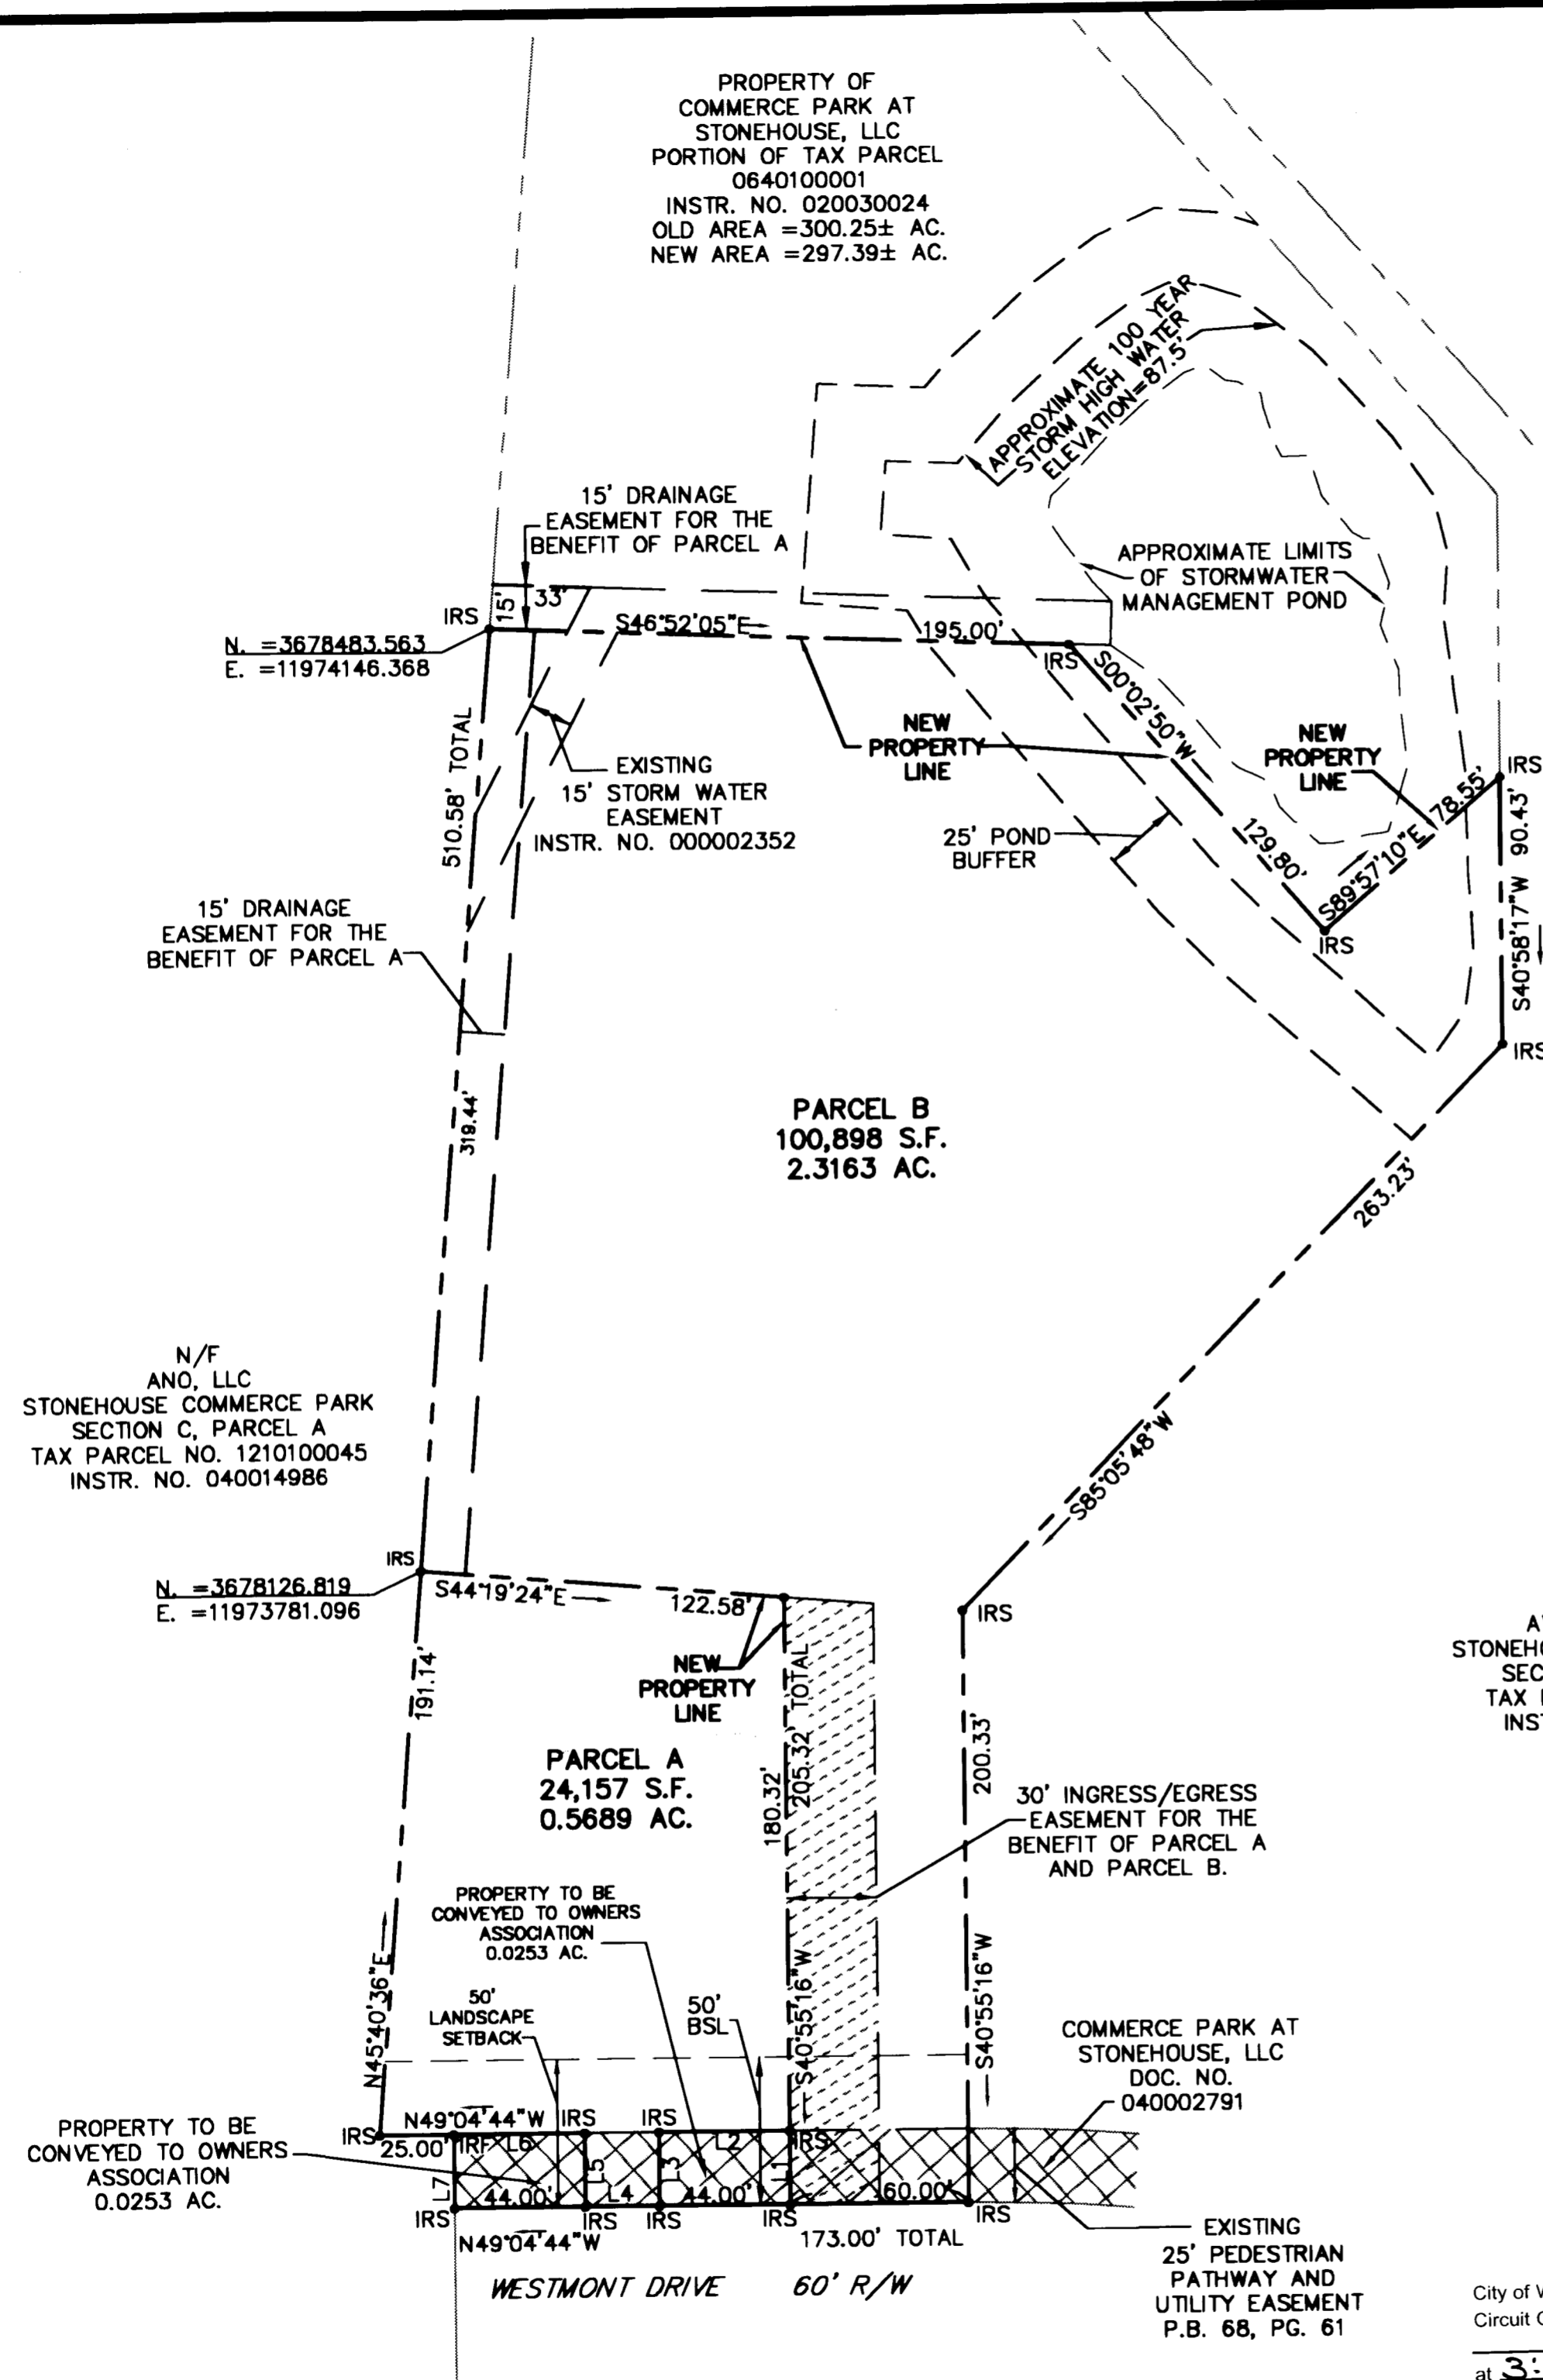 PROPERTY OF
COMMERCE PARK AT
STONEHOUSE, LLC
PORTION OF TAX PARCEL
0640100001
INSTR. NO. 020030024
OLD AREA =300.25± AC.
NEW AREA =297.39± AC.
APPROXIMATE 100 YEAR
STORM HIGH WATER
ELEVATION=87.5'
15' DRAINAGE
EASEMENT FOR THE
BENEFIT OF PARCEL A
APPROXIMATE LIMITS
OF STORMWATER
MANAGEMENT POND
15'
33'
IRS
S46°52'05"E
195.00'
IRS
N. =3678483.563
E. =11974146.368
S00°02'50"W
129.80'
NEW
PROPERTY
LINE
NEW
PROPERTY
LINE
IRS
78.55'
S89°57'10"E
IRS
90.43'
S40°58'17"W
IRS
510.58' TOTAL
EXISTING
15' STORM WATER
EASEMENT
INSTR. NO. 000002352
25' POND
BUFFER
15' DRAINAGE
EASEMENT FOR THE
BENEFIT OF PARCEL A
319.44'
PARCEL B
100,898 S.F.
2.3163 AC.
263.23'
S85°05'48"W
N/F
ANO, LLC
STONEHOUSE COMMERCE PARK
SECTION C, PARCEL A
TAX PARCEL NO. 1210100045
INSTR. NO. 040014986
IRS
N. =3678126.819
E. =11973781.096
S44°19'24"E
122.58'
IRS
NEW
PROPERTY
LINE
191.14'
205.32' TOTAL
180.32'
200.33'
STONEH
SEC
TAX
INS
PARCEL A
24,157 S.F.
0.5689 AC.
30' INGRESS/EGRESS
EASEMENT FOR THE
BENEFIT OF PARCEL A
AND PARCEL B.
PROPERTY TO BE
CONVEYED TO OWNERS
ASSOCIATION
0.0253 AC.
N45°40'36"E
50'
LANDSCAPE
SETBACK
50'
BSL
S40°55'16"W
S40°55'16"W
COMMERCE PARK AT
STONEHOUSE, LLC
DOC. NO.
040002791
PROPERTY TO BE
CONVEYED TO OWNERS
ASSOCIATION
0.0253 AC.
IRS
N49°04'44"W
IRS
IRS
25.00'
IRF
L6
L2
IRS
L7
L5
L3
L1
44.00'
L4
44.00'
60.00'
IRS
IRS
IRS
IRS
IRS
N49°04'44"W
173.00' TOTAL
WESTMONT DRIVE 60' R/W
EXISTING
25' PEDESTRIAN
PATHWAY AND
UTILITY EASEMENT
P.B. 68, PG. 61
City of
Circuit
at 3: